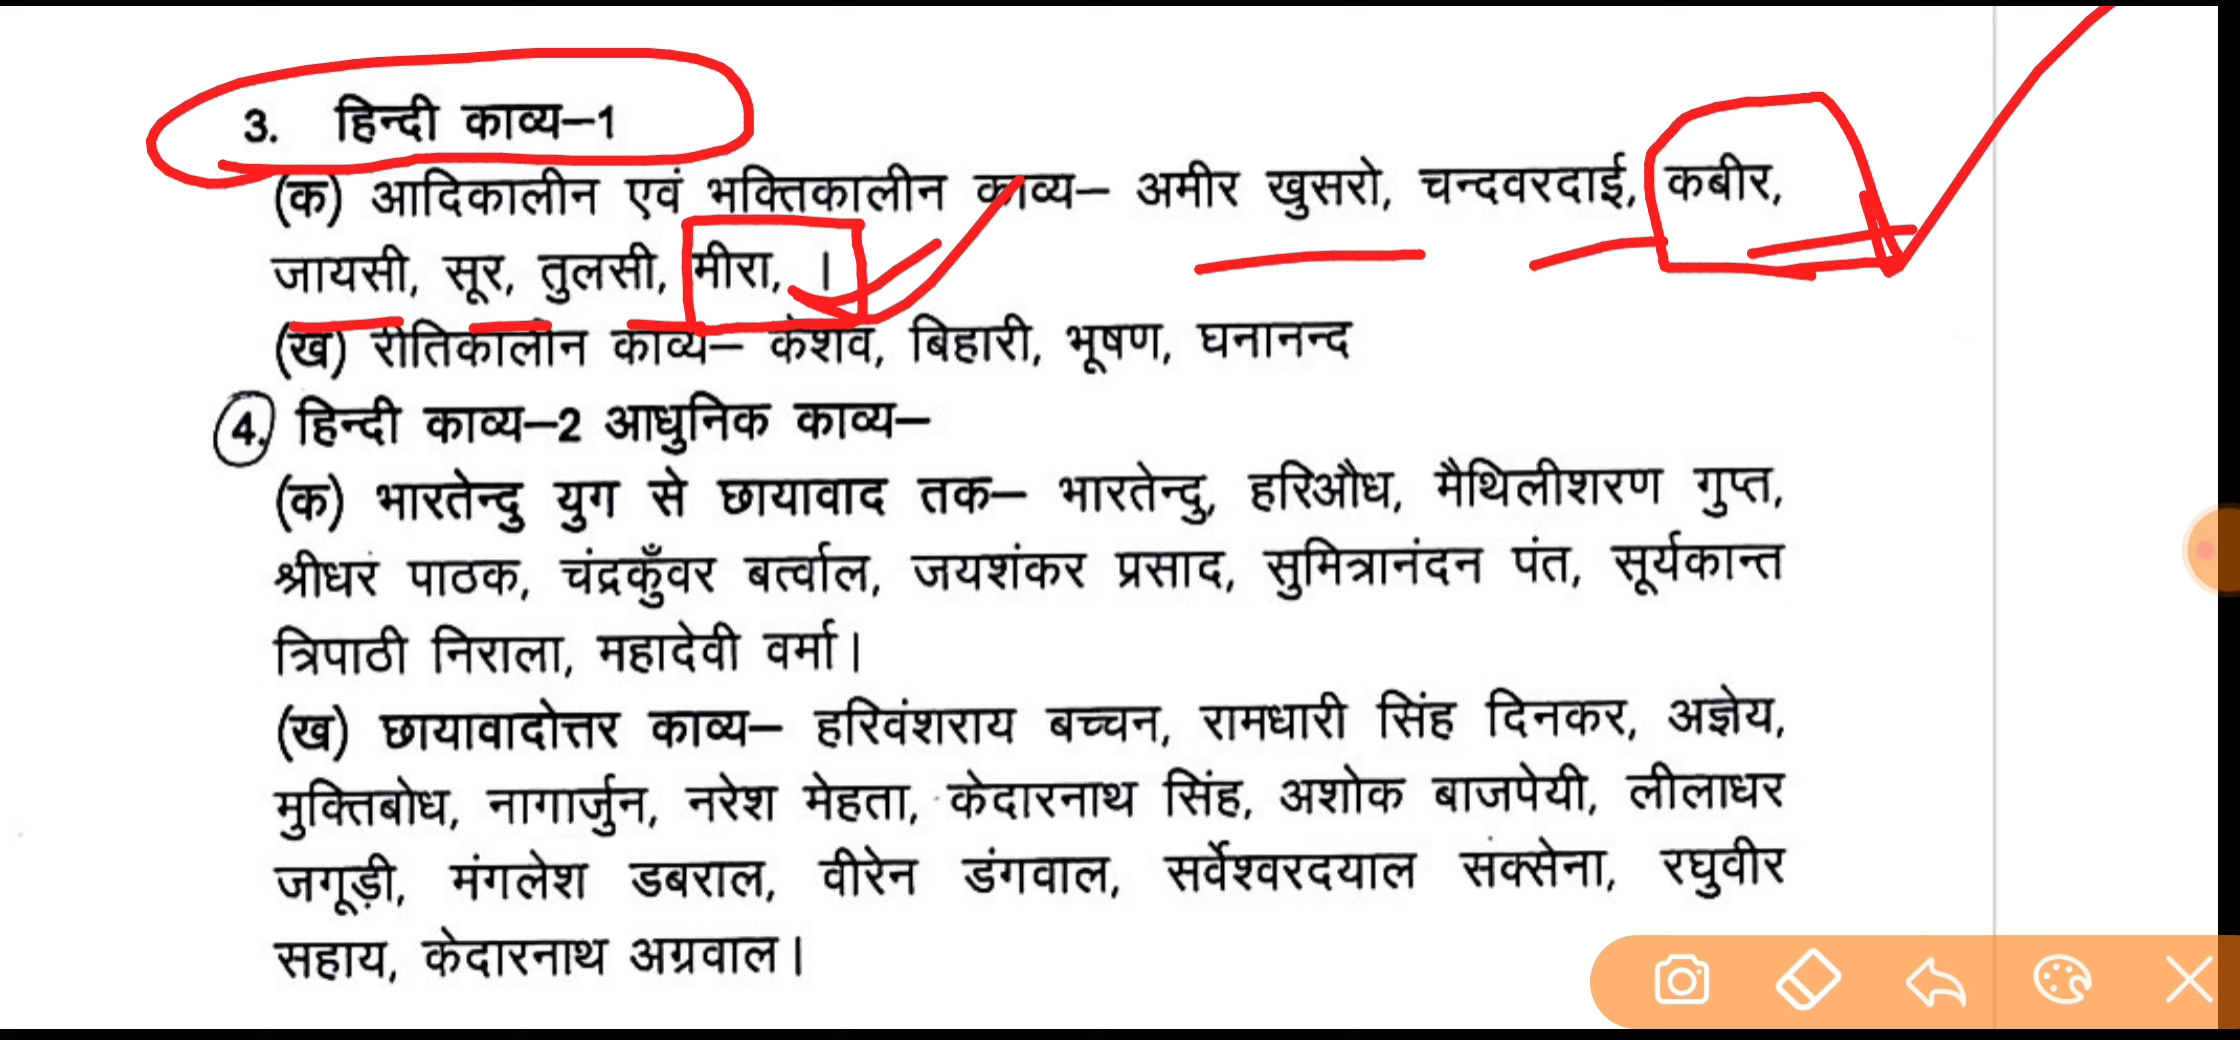 3. हिन्दी काव्य–1
(क) आदिकालीन एवं भक्तिकालीन काव्य– अमीर खुसरो, चन्दवरदाई, कबीर,
जायसी, सूर, तुलसी, मीरा, ।
(ख) रीतिकालीन काव्य– केशव, बिहारी, भूषण, घनानन्द
4. हिन्दी काव्य–2 आधुनिक काव्य–
(क) भारतेन्दु युग से छायावाद तक– भारतेन्दु, हरिऔध, मैथिलीशरण गुप्त,
श्रीधर पाठक, चंद्रकुँवर बर्त्वाल, जयशंकर प्रसाद, सुमित्रानंदन पंत, सूर्यकान्त
त्रिपाठी निराला, महादेवी वर्मा।
(ख) छायावादोत्तर काव्य– हरिवंशराय बच्चन, रामधारी सिंह दिनकर, अज्ञेय,
मुक्तिबोध, नागार्जुन, नरेश मेहता, केदारनाथ सिंह, अशोक बाजपेयी, लीलाधर
जगूड़ी, मंगलेश डबराल, वीरेन डंगवाल, सर्वेश्वरदयाल सक्सेना, रघुवीर
सहाय, केदारनाथ अग्रवाल।